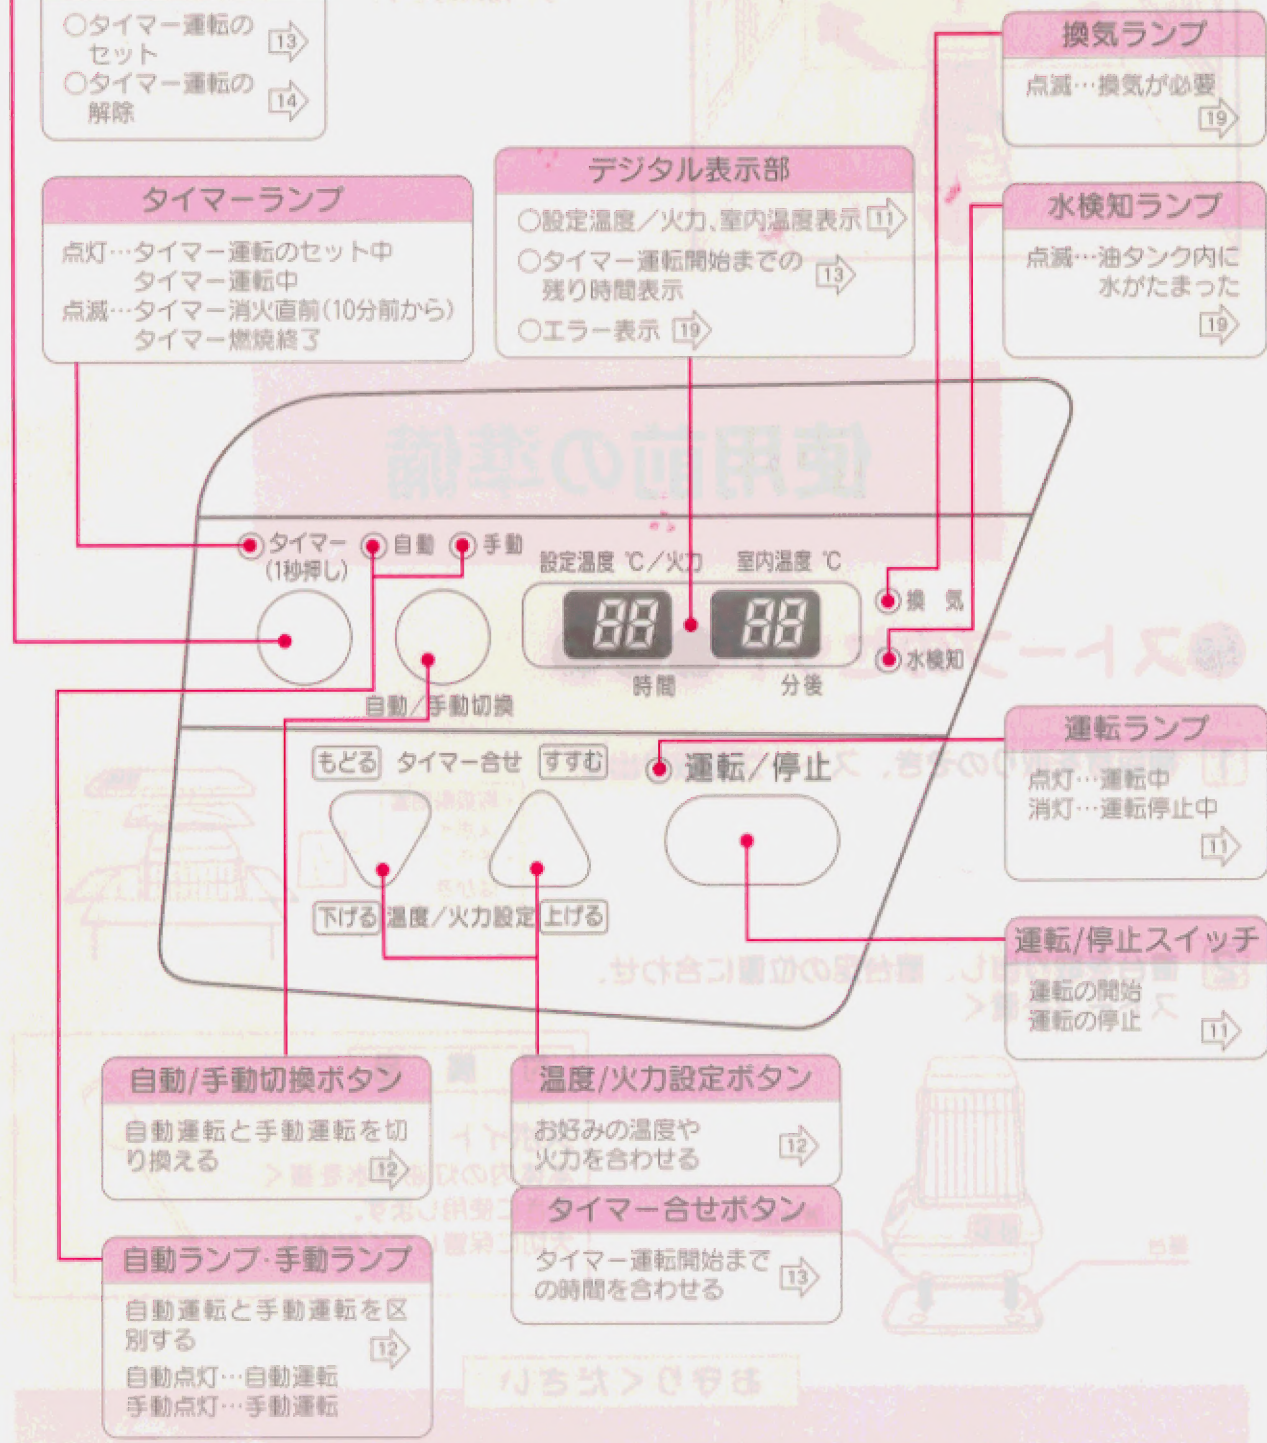 ○タイマー運転の
セット 13
○タイマー運転の
解除 14
換気ランプ
点滅…換気が必要
19
タイマーランプ
点灯…タイマー運転のセット中
タイマー運転中
点滅…タイマー消火直前(10分前から)
タイマー燃焼終了
デジタル表示部
○設定温度/火力、室内温度表示 11
○タイマー運転開始までの
残り時間表示 13
○エラー表示 19
水検知ランプ
点滅…油タンク内に
水がたまった
19
使用前の準備
タイマー
(1秒押し)
自動
手動
設定温度 ℃/火力
室内温度 ℃
88
88
換 気
水検知
時間
分後
自動/手動切換
もどる タイマー合せ すすむ
運転/停止
下げる 温度/火力設定 上げる
運転ランプ
点灯…運転中
消灯…運転停止中
11
運転/停止スイッチ
運転の開始
運転の停止 11
自動/手動切換ボタン
自動運転と手動運転を切
り換える 12
温度/火力設定ボタン
お好みの温度や
火力を合わせる 12
タイマー合せボタン
タイマー運転開始まで
の時間を合わせる 13
自動ランプ・手動ランプ
自動運転と手動運転を区
別する 12
自動点灯…自動運転
手動点灯…手動運転
お守りください